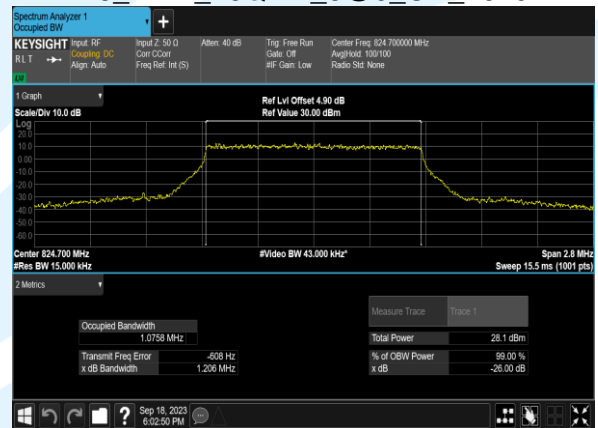 Spectrum Analyzer 1
Occupied BW
KEYSIGHT Input: RF Input Z: 50 Ω Atten: 40 dB Trig: Free Run Center Freq: 824.700000 MHz
RLT Coupling: DC Corr CCorr Gate: Off Avg|Hold: 100/100
Align: Auto Freq Ref: Int (S) #IF Gain: Low Radio Std: None
1 Graph
Ref Lvl Offset 4.90 dB
Scale/Div 10.0 dB Ref Value 30.00 dBm
Log
20.0
10.0
0.00
-10.0
-20.0
-30.0
-40.0
-50.0
-60.0
Center 824.700 MHz #Video BW 43.000 kHz* Span 2.8 MHz
#Res BW 15.000 kHz Sweep 15.5 ms (1001 pts)
2 Metrics
Measure Trace Trace 1
Occupied Bandwidth
1.0758 MHz Total Power 28.1 dBm
Transmit Freq Error -608 Hz % of OBW Power 99.00 %
x dB Bandwidth 1.206 MHz x dB -26.00 dB
? Sep 18, 2023
6:02:50 PM